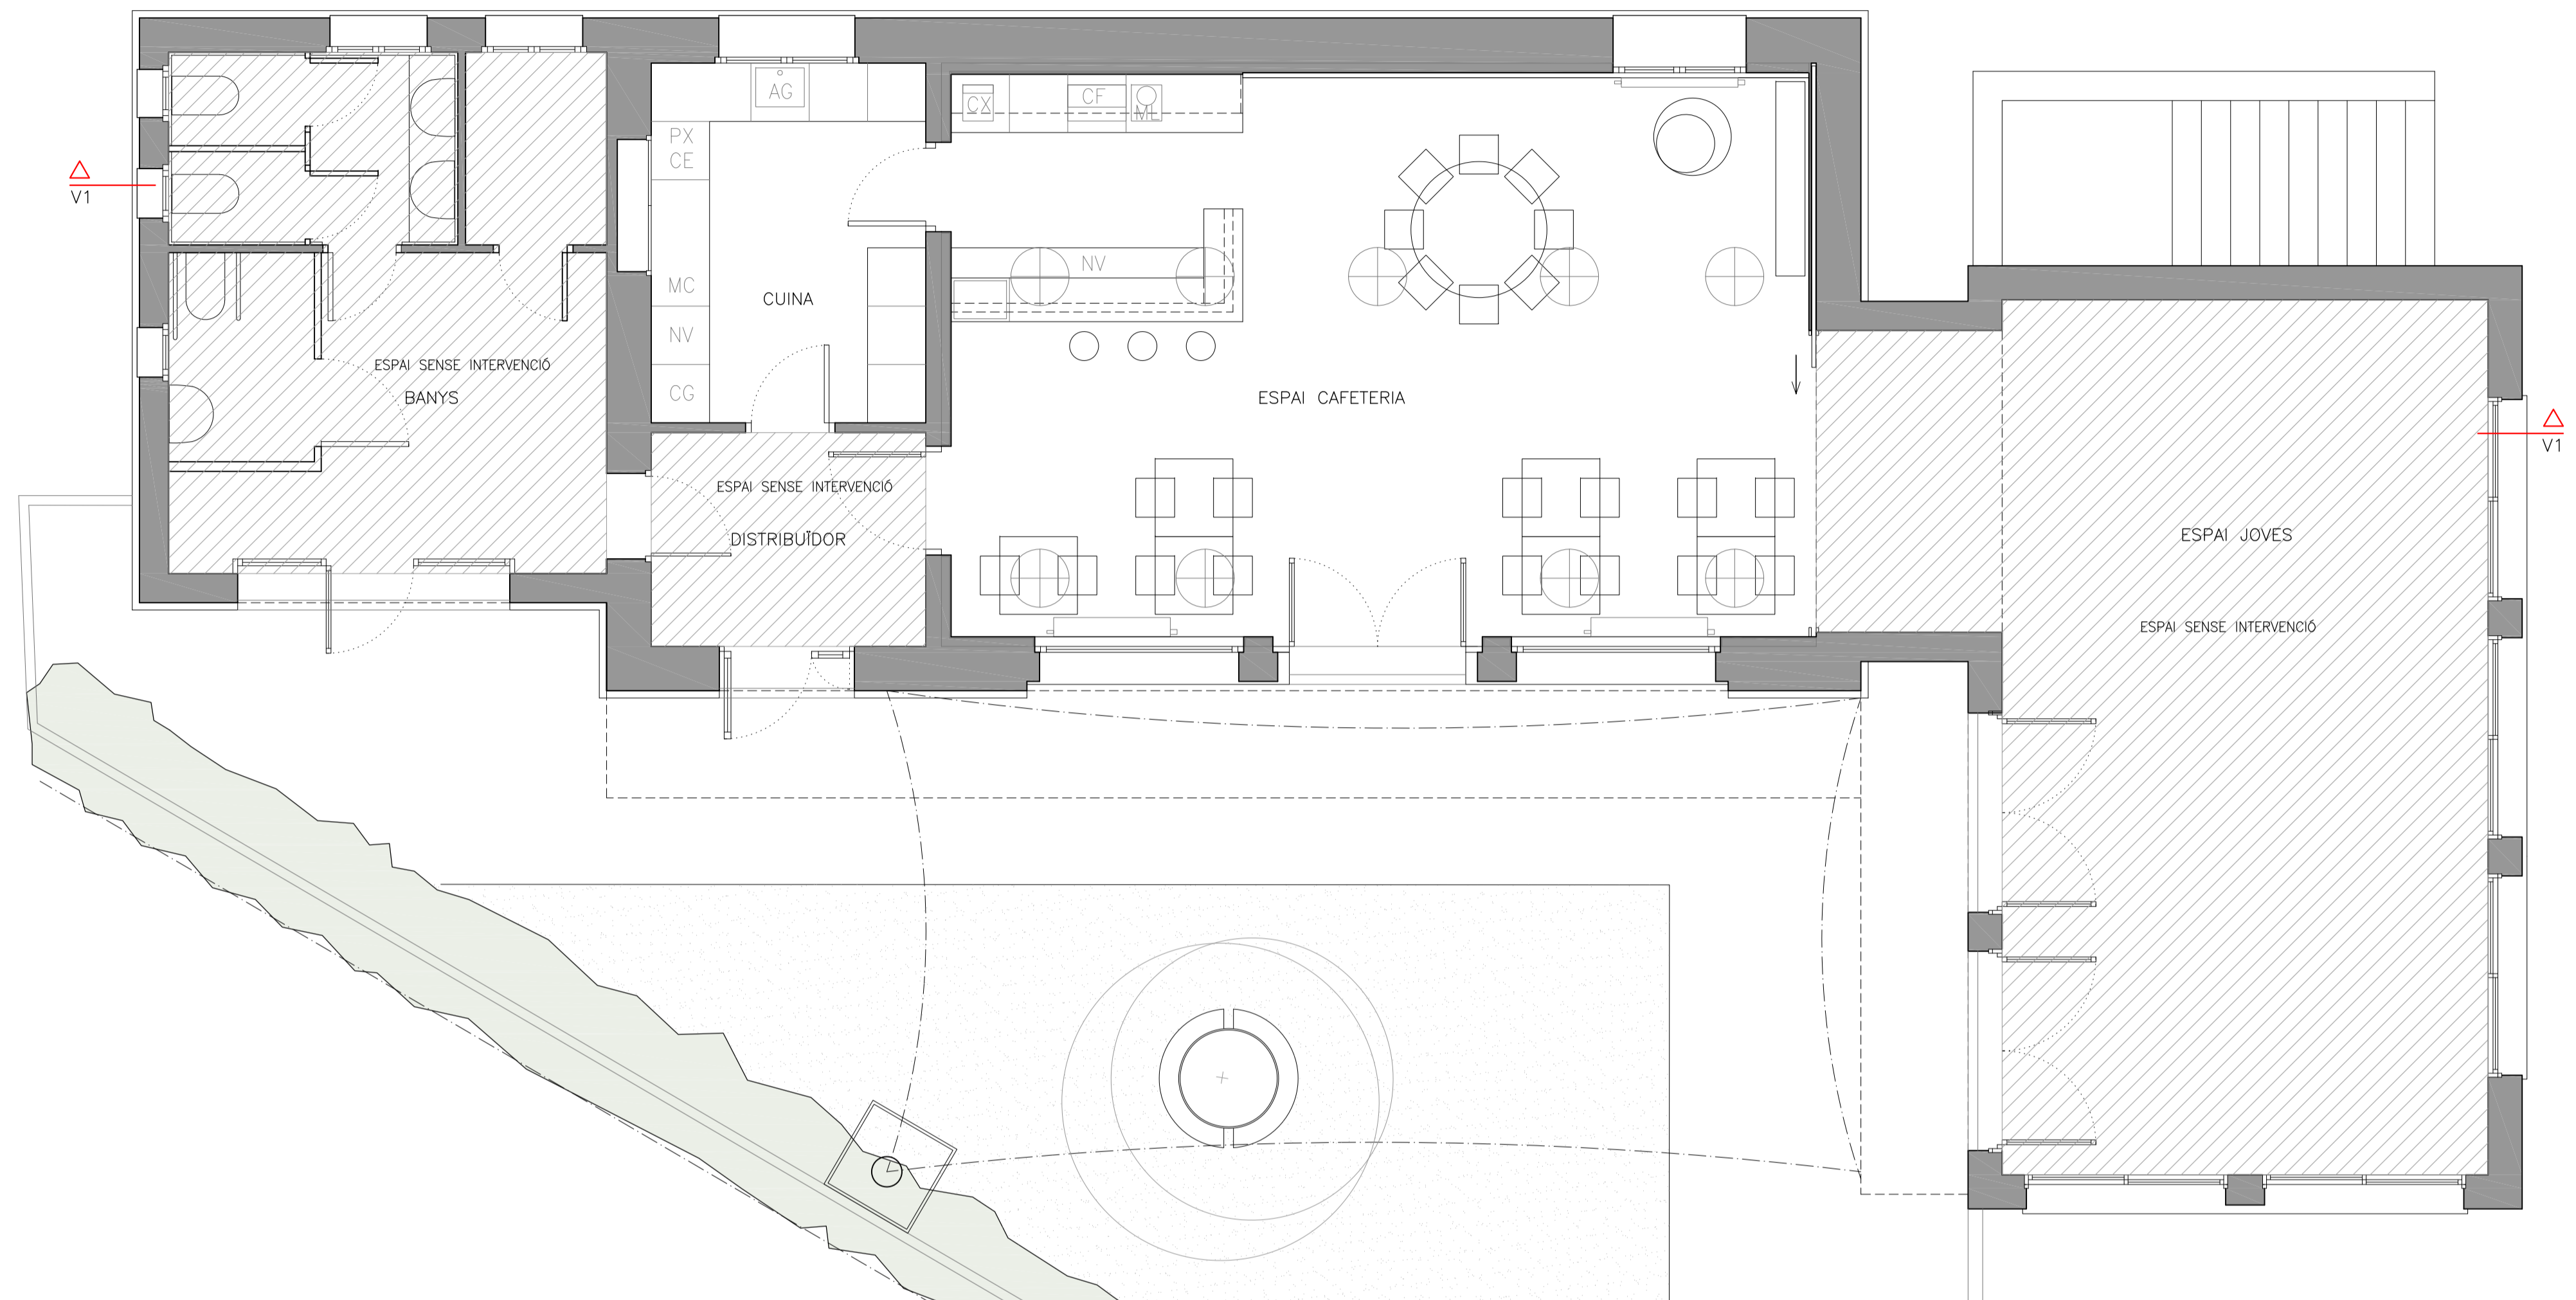 AG
CX
CF
ML
PX
CE
V1
NV
MC
CUINA
NV
ESPAI SENSE INTERVENCIÓ
BANYS
CG
ESPAI CAFETERIA
V1
ESPAI SENSE INTERVENCIÓ
DISTRIBUÏDOR
ESPAI JOVES
ESPAI SENSE INTERVENCIÓ